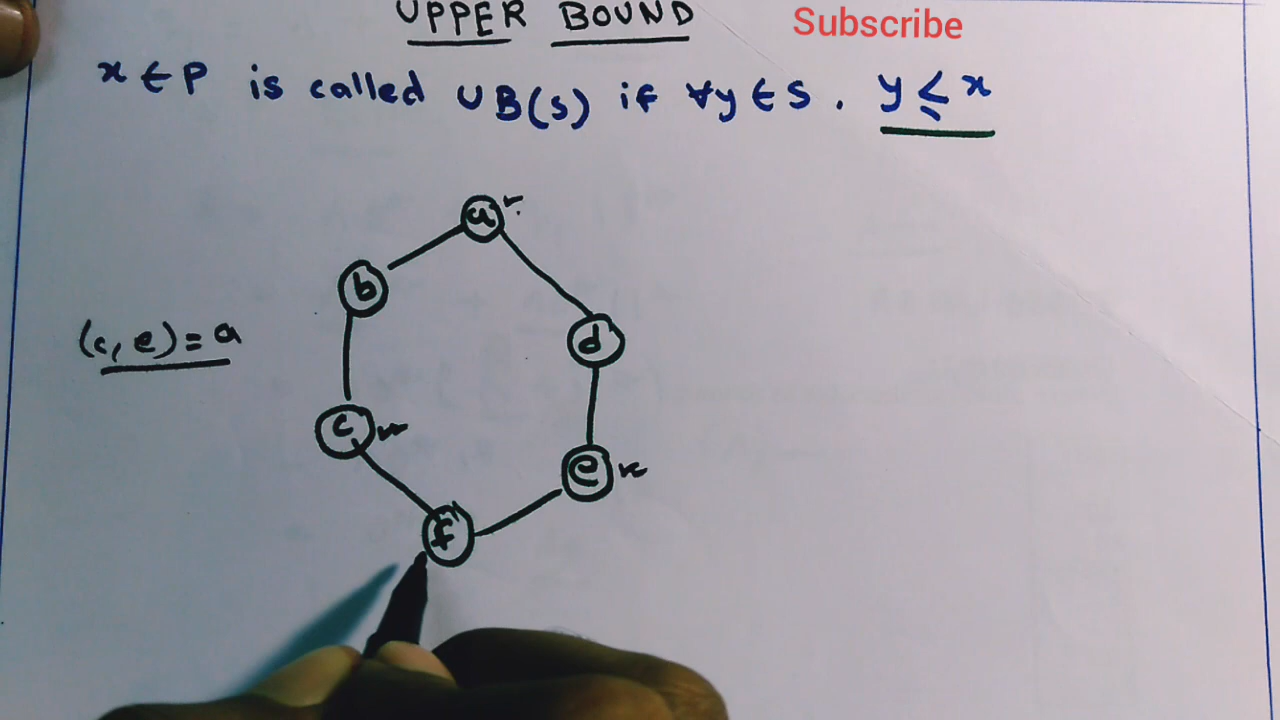 UPPER BOUND
Subscribe
x ∈ P is called UB(S) if ∀y ∈ S. y ≤ x
a
b
d
(c, e) = a
c
e
f